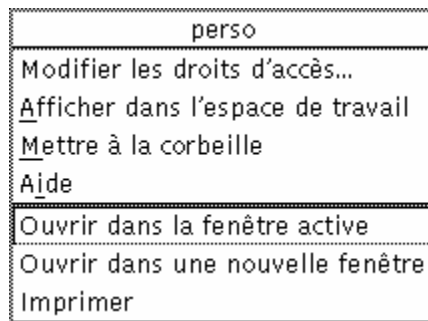 perso
Modifier les droits d'accès...
Afficher dans l'espace de travail
Mettre à la corbeille
Aide
Ouvrir dans la fenêtre active
Ouvrir dans une nouvelle fenêtre
Imprimer